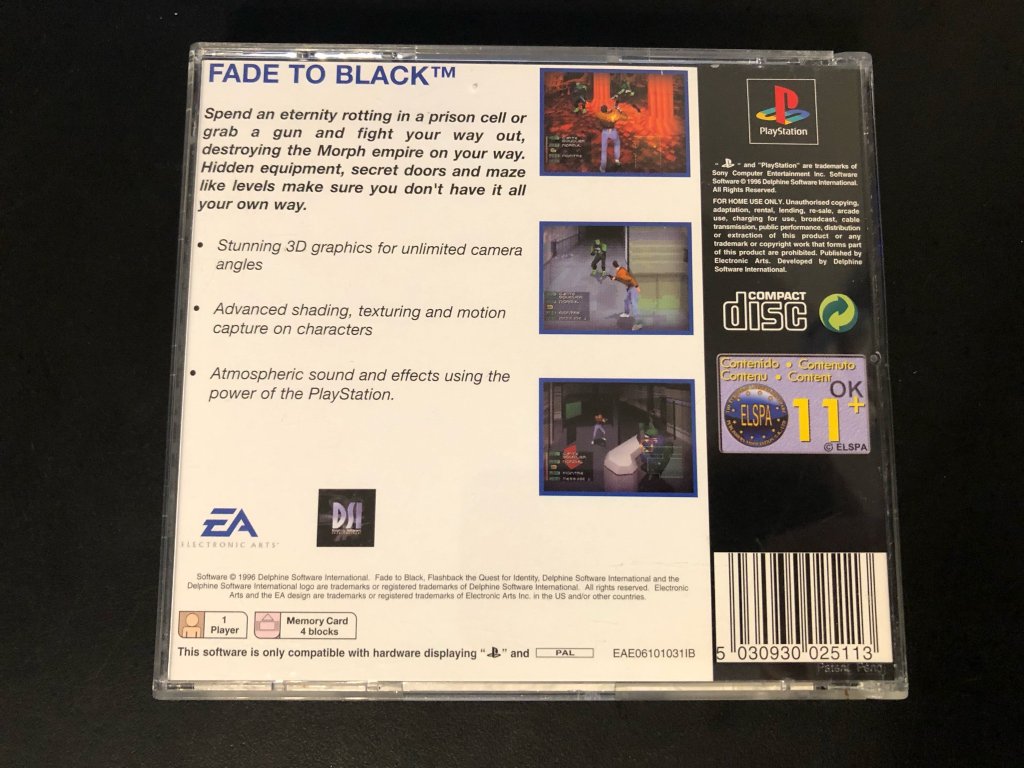 FADE TO BLACK™
Spend an eternity rotting in a prison cell or
grab a gun and fight your way out,
destroying the Morph empire on your way.
Hidden equipment, secret doors and maze
like levels make sure you don't have it all
your own way.
• Stunning 3D graphics for unlimited camera
angles
• Advanced shading, texturing and motion
capture on characters
• Atmospheric sound and effects using the
power of the PlayStation.
EA
ELECTRONIC ARTS®
DSI
Software © 1996 Delphine Software International. Fade to Black, Flashback the Quest for Identity, Delphine Software International and the
Delphine Software International logo are trademarks or registered trademarks of Delphine Software International. All rights reserved. Electronic
Arts and the EA design are trademarks or registered trademarks of Electronic Arts Inc. in the US and/or other countries.
1
Player
Memory Card
4 blocks
This software is only compatible with hardware displaying " " and PAL EAE06101031IB
PlayStation
" " and "PlayStation" are trademarks of
Sony Computer Entertainment Inc. Software
Software © 1996 Delphine Software International.
All Rights Reserved.
FOR HOME USE ONLY. Unauthorised copying,
adaptation, rental, lending, re-sale, arcade
use, charging for use, broadcast, cable
transmission, public performance, distribution
or extraction of this product or any
trademark or copyright work that forms part
of this product are prohibited. Published by
Electronic Arts. Developed by Delphine
Software International.
COMPACT
disc
Contenido • Contenuto
Contenu • Content
OK
ELSPA
11+
© ELSPA
5 030930 025113